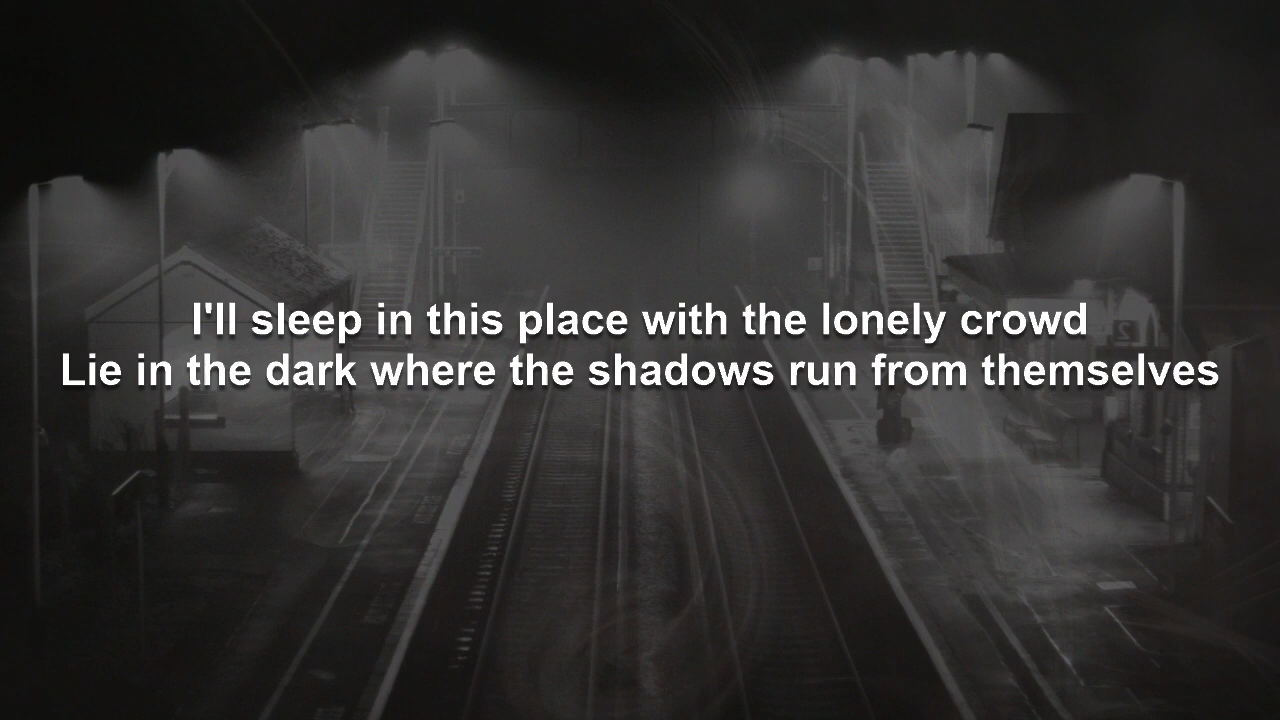 I'll sleep in this place with the lonely crowd
Lie in the dark where the shadows run from themselves
2